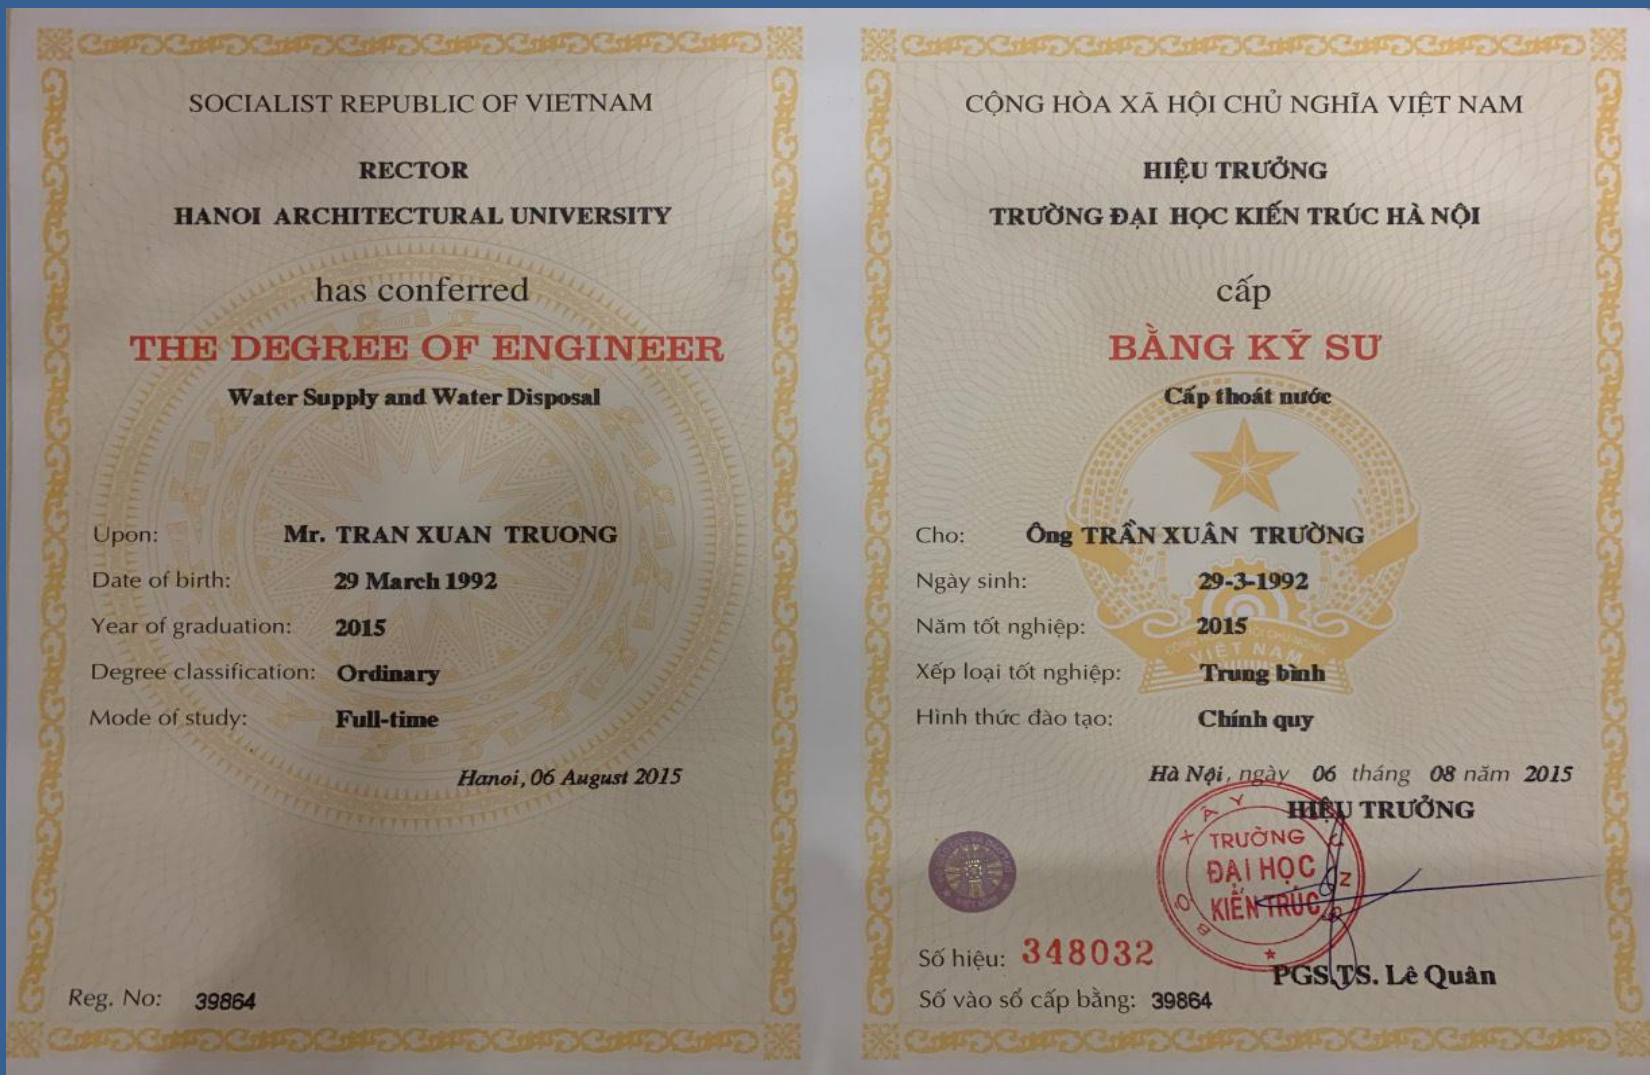 SOCIALIST REPUBLIC OF VIETNAM
RECTOR
HANOI ARCHITECTURAL UNIVERSITY
has conferred
THE DEGREE OF ENGINEER
Water Supply and Water Disposal
Upon: Mr. TRAN XUAN TRUONG
Date of birth: 29 March 1992
Year of graduation: 2015
Degree classification: Ordinary
Mode of study: Full-time
Hanoi, 06 August 2015
Reg. No: 39864
CỘNG HÒA XÃ HỘI CHỦ NGHĨA VIỆT NAM
HIỆU TRƯỞNG
TRƯỜNG ĐẠI HỌC KIẾN TRÚC HÀ NỘI
cấp
BẰNG KỸ SƯ
Cấp thoát nước
Cho: Ông TRẦN XUÂN TRƯỜNG
Ngày sinh: 29-3-1992
Năm tốt nghiệp: 2015
VIỆT NAM
Xếp loại tốt nghiệp: Trung bình
Hình thức đào tạo: Chính quy
Hà Nội, ngày 06 tháng 08 năm 2015
HIỆU TRƯỞNG
BỘ XÂY DỰNG
TRƯỜNG
ĐẠI HỌC
KIẾN TRÚC
Số hiệu: 348032
PGS.TS. Lê Quân
Số vào sổ cấp bằng: 39864